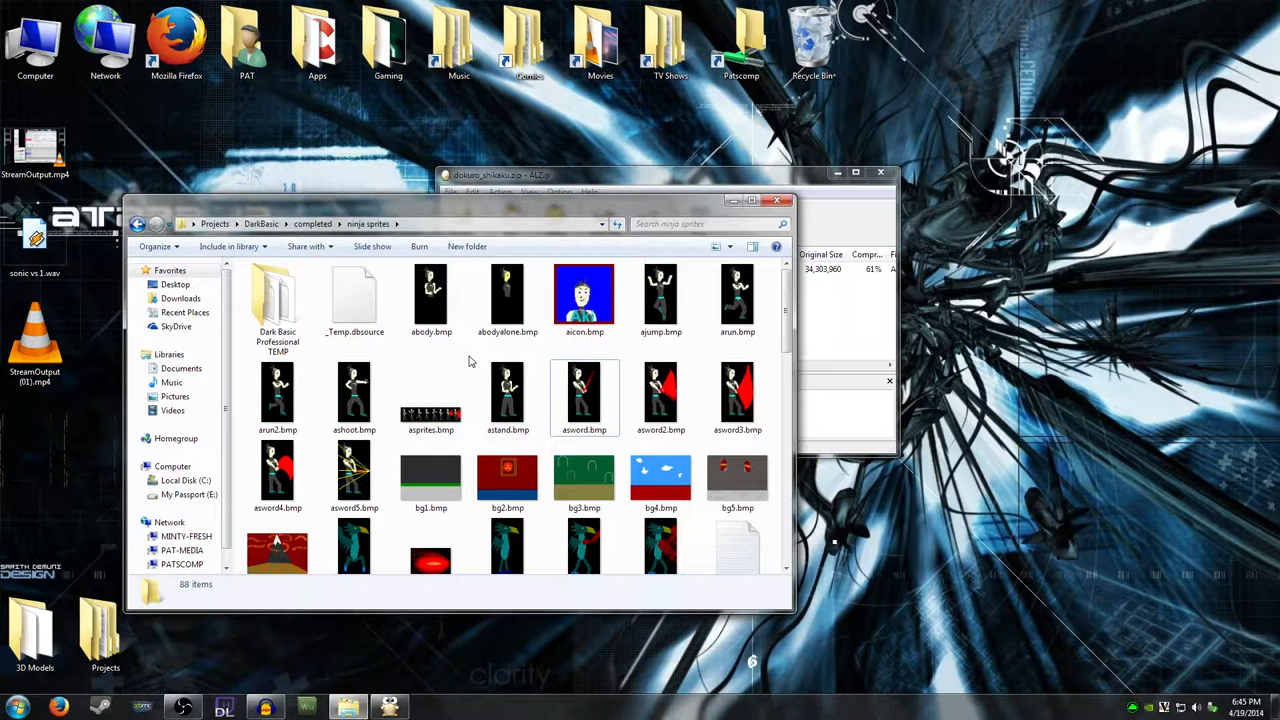 Computer
Network
Mozilla Firefox
PAT
Apps
Gaming
Music
Comics
Movies
TV Shows
Patscomp
Recycle Bin
StreamOutput.mp4
sonic vs 1.wav
StreamOutput
(01).mp4
SARITH DEMUNI
DESIGN
3D Models
Projects
clarity
6
dokuro_shikaku.zip - ALZip
File Edit Action View Option Help
Original Size
34,303,960 61%
Projects
DarkBasic
completed
ninja sprites
Search ninja sprites
Organize
Include in library
Share with
Slide show
Burn
New folder
Favorites
Desktop
Downloads
Recent Places
SkyDrive
Libraries
Documents
Music
Pictures
Videos
Homegroup
Computer
Local Disk (C:)
My Passport (E:)
Network
MINTY-FRESH
PAT-MEDIA
PATSCOMP
Dark Basic
Professional
TEMP
_Temp.dbsource
abody.bmp
abodyalone.bmp
aicon.bmp
ajump.bmp
arun.bmp
arun2.bmp
ashoot.bmp
asprites.bmp
astand.bmp
asword.bmp
asword2.bmp
asword3.bmp
asword4.bmp
asword5.bmp
bg1.bmp
bg2.bmp
bg3.bmp
bg4.bmp
bg5.bmp
88 items
DL
6:45 PM
4/19/2014